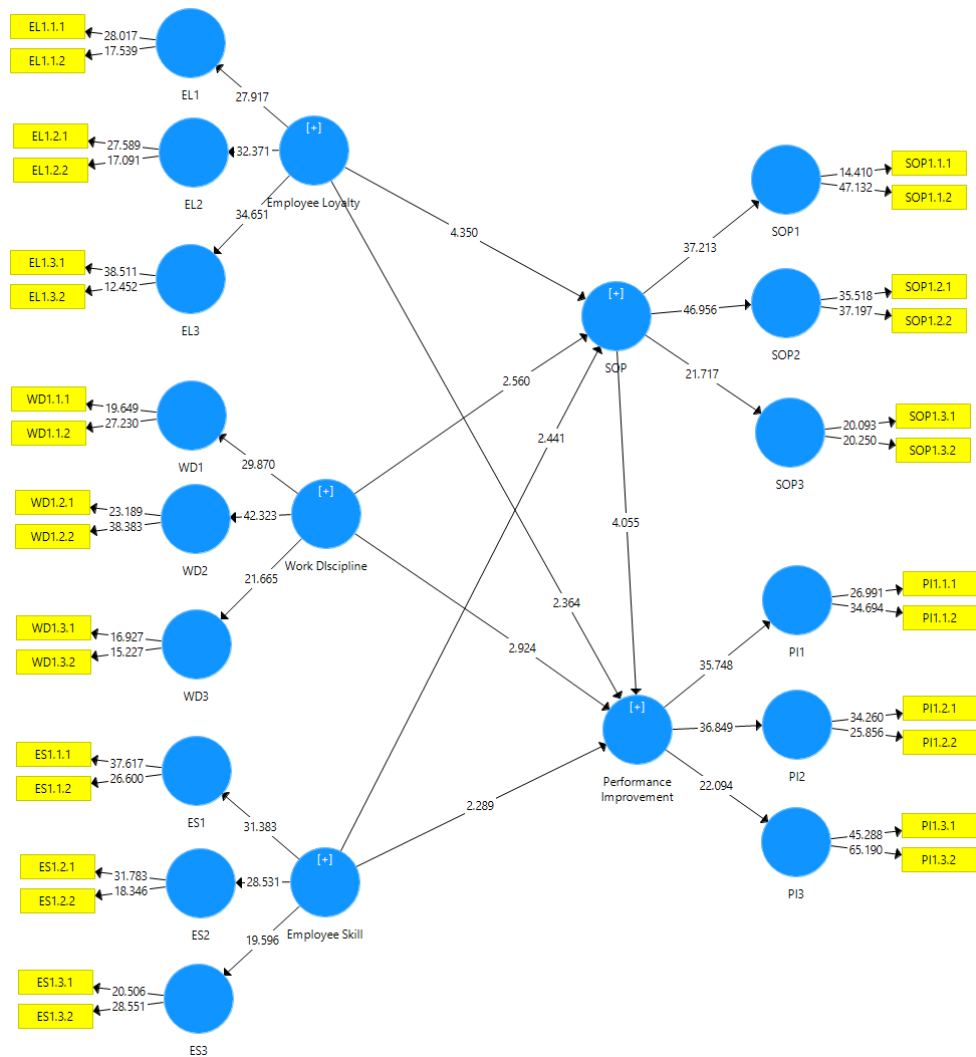 EL1.1.1
28.017
EL1.1.2
17.539
EL1
27.917
[+]
EL1.2.1
27.589
EL1.2.2
17.091
32.371
EL2
Employee Loyalty
34.651
EL1.3.1
38.511
EL1.3.2
12.452
EL3
4.350
SOP1.1.1
14.410
47.132
SOP1.1.2
SOP1
37.213
[+]
SOP1.2.1
35.518
37.197
SOP1.2.2
46.956
SOP2
SOP
21.717
SOP1.3.1
20.093
20.250
SOP1.3.2
SOP3
WD1.1.1
19.649
WD1.1.2
27.230
WD1
2.560
2.441
29.870
[+]
WD1.2.1
23.189
WD1.2.2
38.383
42.323
WD2
Work DIscipline
21.665
4.055
WD1.3.1
16.927
WD1.3.2
15.227
WD3
2.364
2.924
PI1.1.1
26.991
34.694
PI1.1.2
PI1
35.748
[+]
PI1.2.1
34.260
25.856
PI1.2.2
36.849
PI2
Performance
Improvement
22.094
PI1.3.1
45.288
65.190
PI1.3.2
PI3
ES1.1.1
37.617
ES1.1.2
26.600
ES1
2.289
31.383
[+]
ES1.2.1
31.783
ES1.2.2
18.346
28.531
ES2
Employee Skill
19.596
ES1.3.1
20.506
ES1.3.2
28.551
ES3